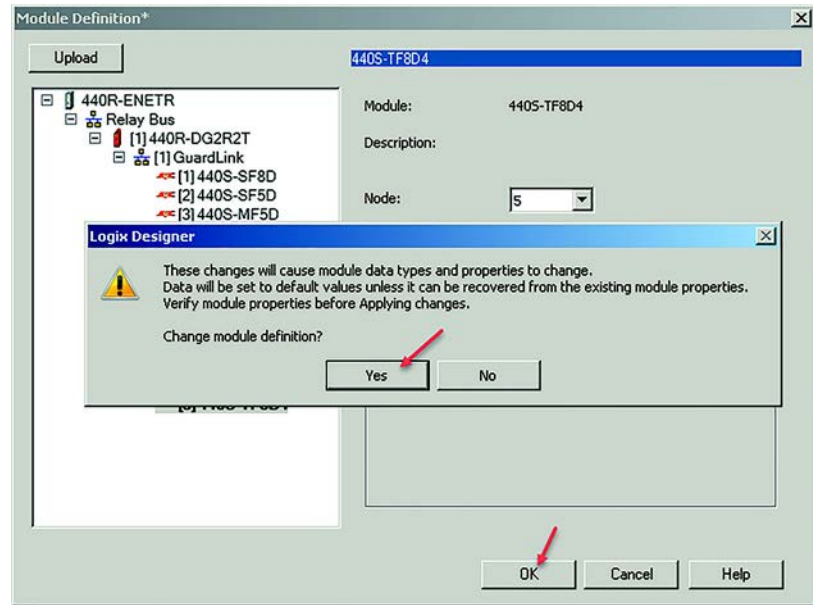 Module Definition*
Upload
440S-TF8D4
440R-ENETR
Relay Bus
[1] 440R-DG2R2T
[1] GuardLink
[1] 440S-SF8D
[2] 440S-SF5D
[3] 440S-MF5D
Module: 440S-TF8D4
Description:
Node: 5
Logix Designer
These changes will cause module data types and properties to change.
Data will be set to default values unless it can be recovered from the existing module properties.
Verify module properties before Applying changes.
Change module definition?
Yes No
OK Cancel Help